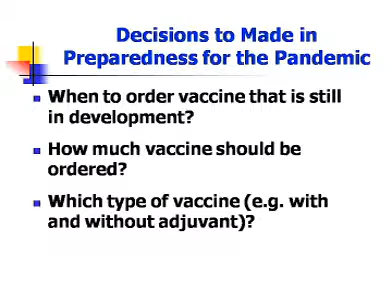 Decisions to Made in
Preparedness for the Pandemic
When to order vaccine that is still
in development?
How much vaccine should be
ordered?
Which type of vaccine (e.g. with
and without adjuvant)?